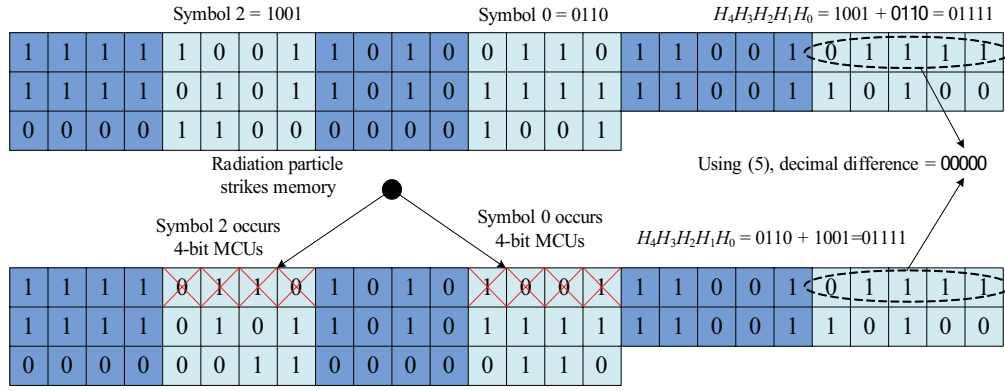 Symbol 2 = 1001 Symbol 0 = 0110 H4H3H2H1H0 = 1001 + 0110 = 01111
1 1 1 1 1 0 0 1 1 0 1 0 0 1 1 0 1 1 0 0 1 0 1 1 1 1
1 1 1 1 0 1 0 1 1 0 1 0 1 1 1 1 1 1 0 0 1 1 0 1 0 0
0 0 0 0 1 1 0 0 0 0 0 0 1 0 0 1
Radiation particle
strikes memory
Using (5), decimal difference = 00000
Symbol 2 occurs
4-bit MCUs
Symbol 0 occurs
4-bit MCUs
H4H3H2H1H0 = 0110 + 1001=01111
1 1 1 1 0 1 1 0 1 0 1 0 1 0 0 1 1 1 0 0 1 0 1 1 1 1
1 1 1 1 0 1 0 1 1 0 1 0 1 1 1 1 1 1 0 0 1 1 0 1 0 0
0 0 0 0 0 0 1 1 0 0 0 0 0 1 1 0